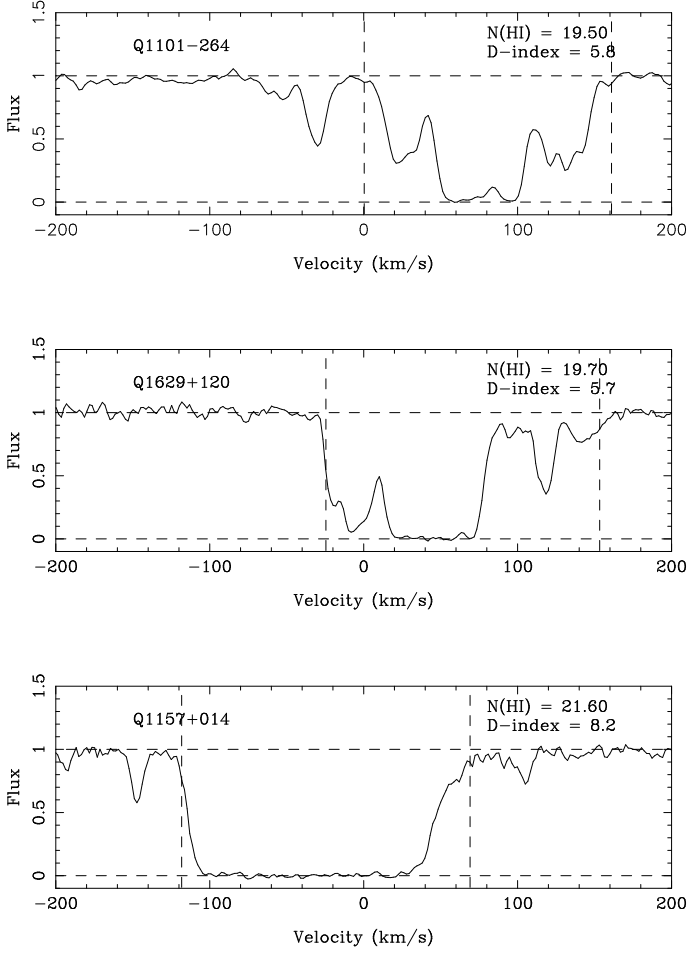 1.5
N(HI) = 19.50
Q1101−264
D−index = 5.8
1
Flux
0.5
0
−200 −100 0 100 200
Velocity (km/s)
1.5
N(HI) = 19.70
Q1629+120
D−index = 5.7
1
Flux
0.5
0
−200 −100 0 100 200
Velocity (km/s)
1.5
N(HI) = 21.60
Q1157+014
D−index = 8.2
1
Flux
0.5
0
−200 −100 0 100 200
Velocity (km/s)